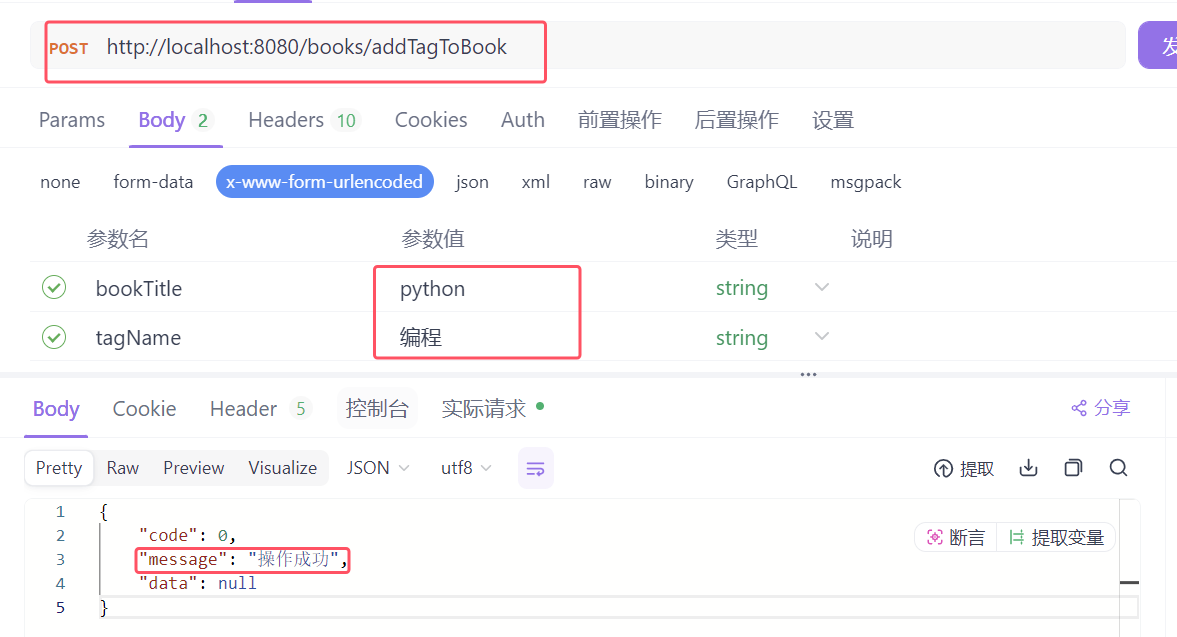 POST http://localhost:8080/books/addTagToBook
Params Body 2 Headers 10 Cookies Auth 前置操作 后置操作 设置
none form-data x-www-form-urlencoded json xml raw binary GraphQL msgpack
参数名 参数值 类型 说明
bookTitle python string
tagName 编程 string
Body Cookie Header 5 控制台 实际请求 分享
Pretty Raw Preview Visualize JSON utf8 提取
1 {
2 "code": 0, 断言 提取变量
3 "message": "操作成功",
4 "data": null
5 }